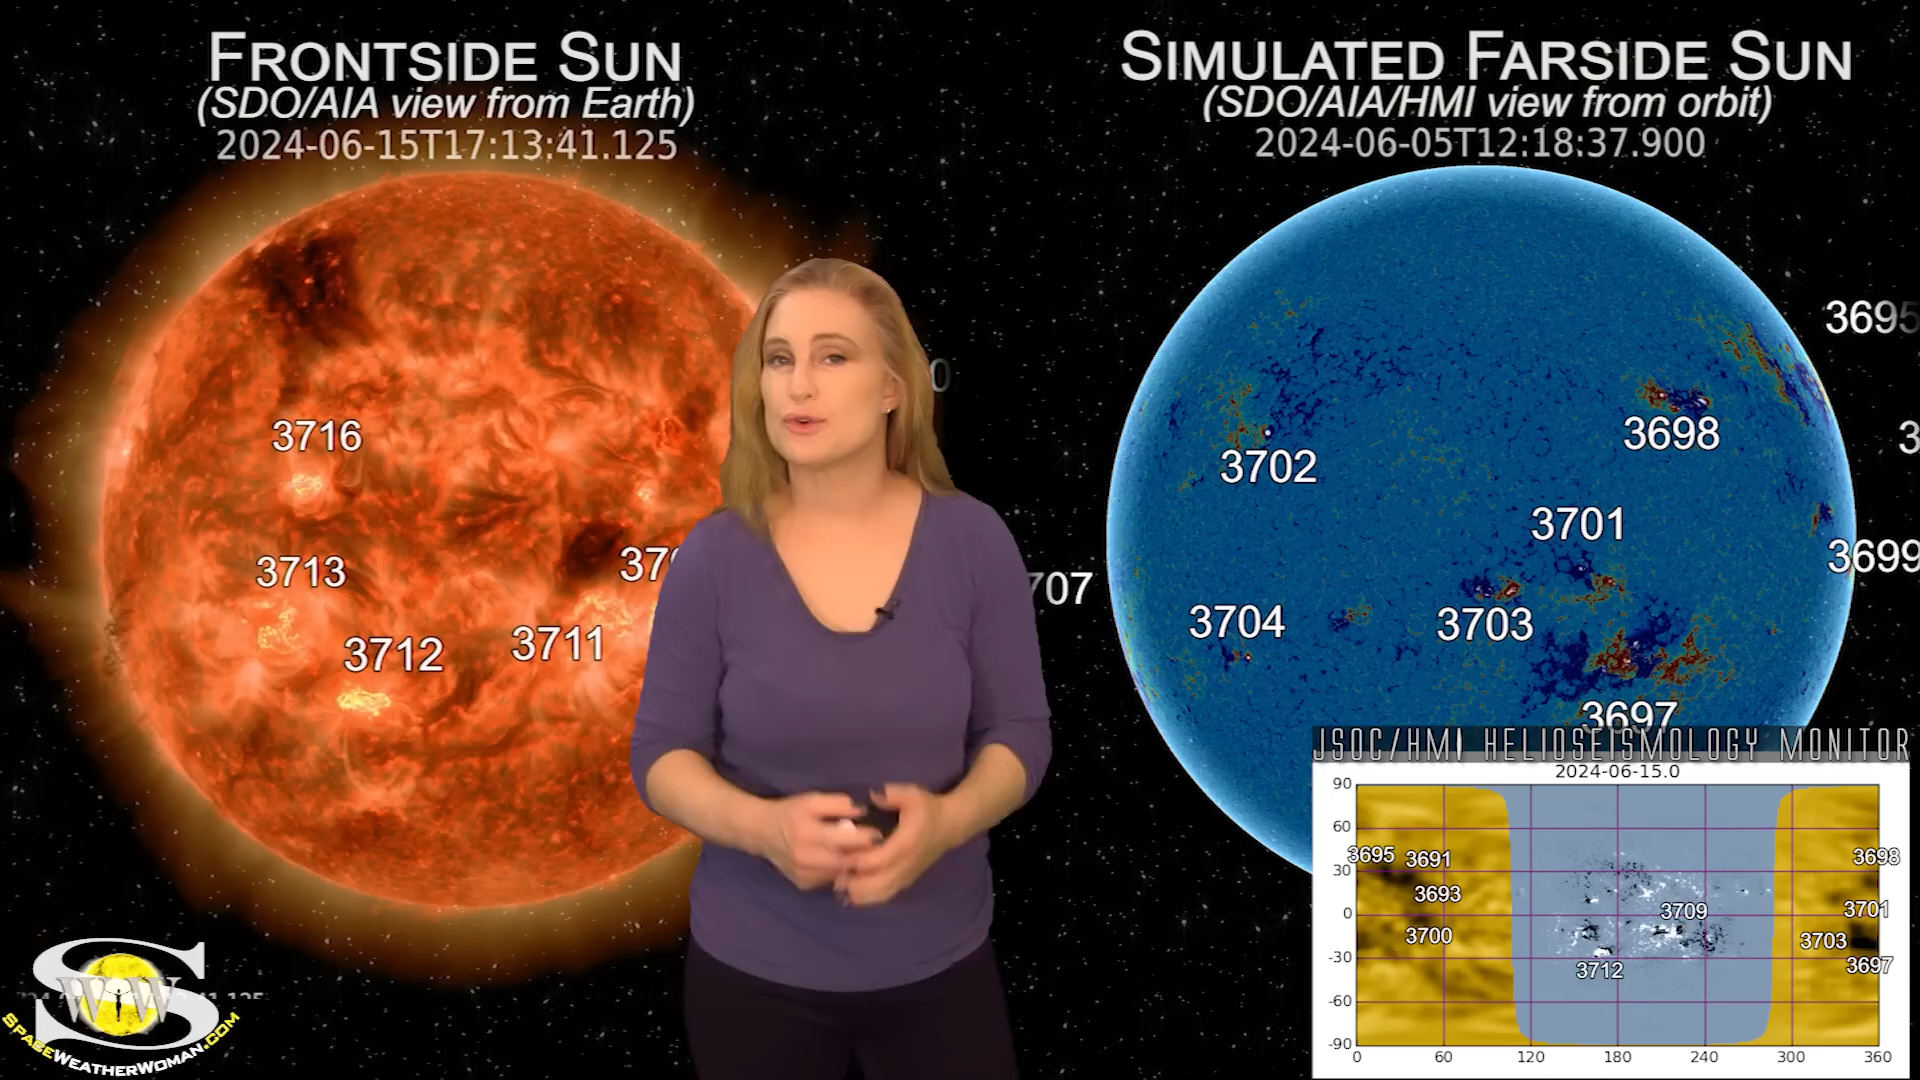 FRONTSIDE SUN
(SDO/AIA view from Earth)
2024-06-15T17:13:41.125
SIMULATED FARSIDE SUN
(SDO/AIA/HMI view from orbit)
2024-06-05T12:18:37.900
3716
3713
3712
3711
3695
3698
3702
3701
3699
3704
3703
3697
JSOC/HMI HELIOSEISMOLOGY MONITOR
2024-06-15.0
90
60
30
0
-30
-60
-90
3695 3691
3693
3700
3709
3712
3698
3701
3703
3697
0 60 120 180 240 300 360
SWW
SPACEWEATHERWOMAN.COM